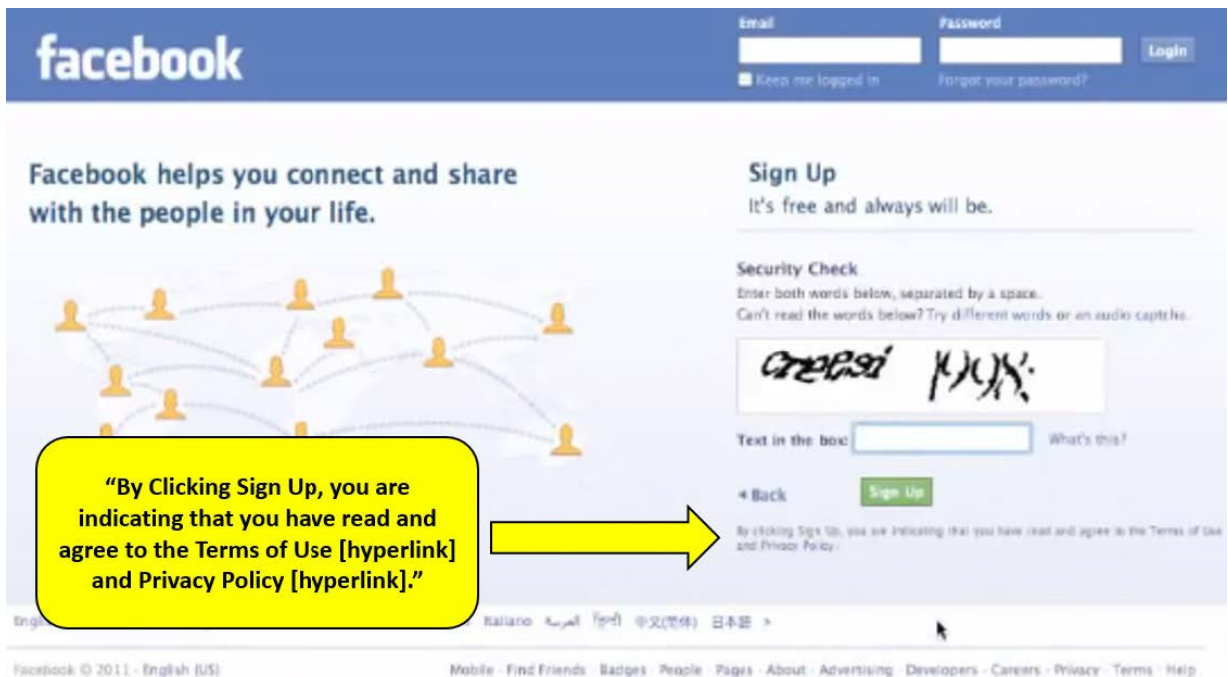 facebook
Email
Password
Login
Keep me logged in
Forgot your password?
Facebook helps you connect and share
with the people in your life.
Sign Up
It's free and always will be.
Security Check
Enter both words below, separated by a space.
Can't read the words below? Try different words or an audio captcha.
Text in the box:
What's this?
Back
Sign Up
By clicking Sign Up, you are indicating that you have read and agree to the Terms of Use
and Privacy Policy.
“By Clicking Sign Up, you are
indicating that you have read and
agree to the Terms of Use [hyperlink]
and Privacy Policy [hyperlink].”
Italiano العربية हिन्दी 中文(简体) 日本語 »
Facebook © 2011 · English (US)
Mobile · Find Friends · Badges · People · Pages · About · Advertising · Developers · Careers · Privacy · Terms · Help